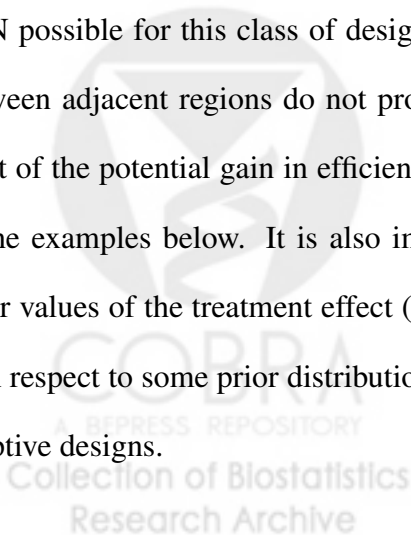 N possible for this class of desig
ween adjacent regions do not pro
t of the potential gain in efficien
ne examples below. It is also in
r values of the treatment effect (
respect to some prior distributio
ptive designs.
COBRA
A BEPRESS REPOSITORY
Collection of Biostatistics
Research Archive